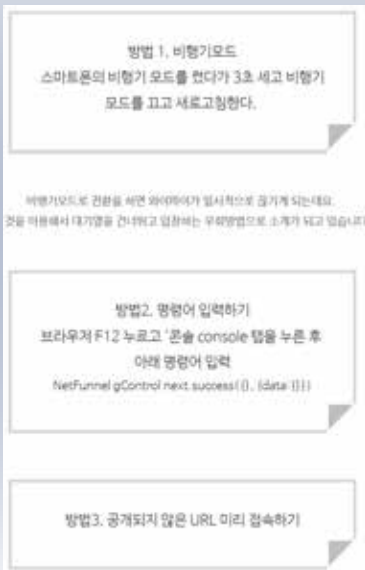 방법 1. 비행기모드
스마트폰의 비행기 모드를 켰다가 3초 세고 비행기
모드를 끄고 새로고침한다.
비행기모드로 전환을 하면 와이파이가 일시적으로 끊기게 되는데요.
것을 이용해서 대기열을 건너뛰고 입장하는 우회방법으로 소개가 되고 있습니다
방법2. 명령어 입력하기
브라우저 F12 누르고 '콘솔 console 탭을 누른 후
아래 명령어 입력
NetFunnel gControl next success({}, {data:}})
방법3. 공개되지 않은 URL 미리 접속하기